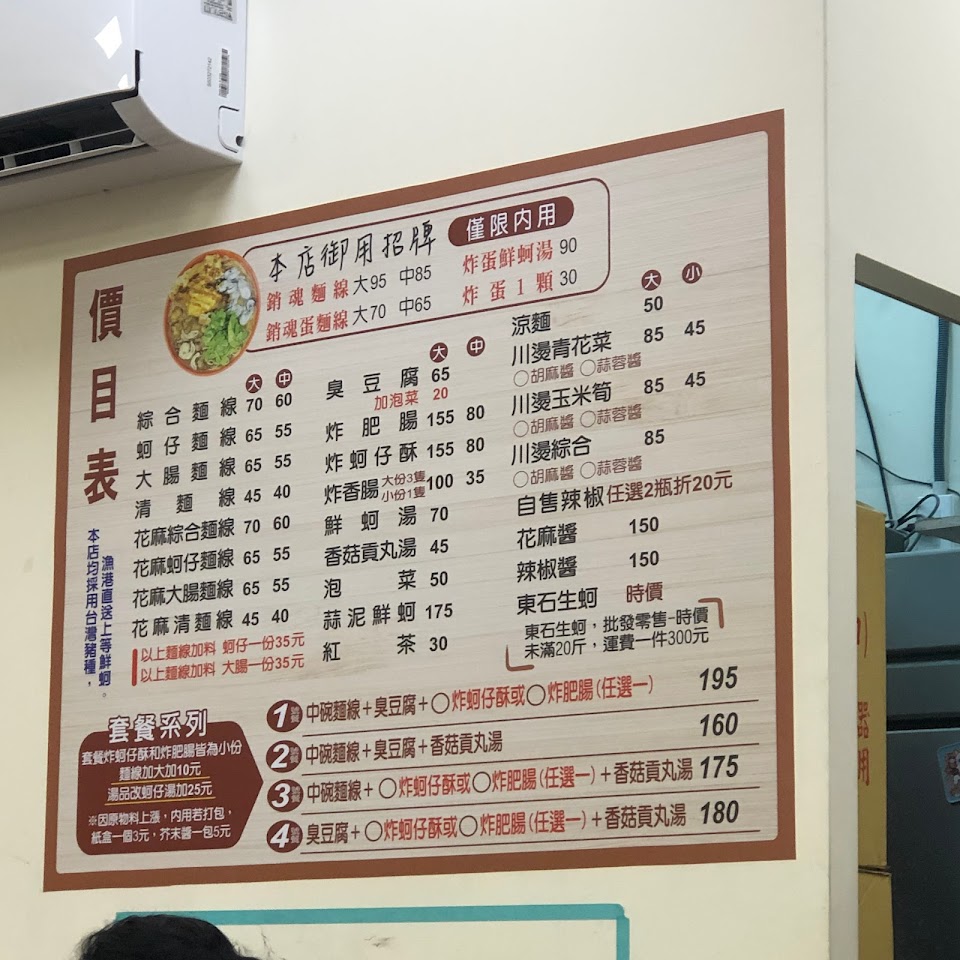 價目表
本店均採用台灣豬種，
漁港直送上等鮮蚵。
本店御用招牌
僅限內用
銷魂麵線 大95 中85
銷魂蛋麵線 大70 中65
炸蛋鮮蚵湯 90
炸蛋1顆 30
大 中
綜合麵線 70 60
蚵仔麵線 65 55
大腸麵線 65 55
清麵線 45 40
花麻綜合麵線 70 60
花麻蚵仔麵線 65 55
花麻大腸麵線 65 55
花麻清麵線 45 40
以上麵線加料 蚵仔一份35元
以上麵線加料 大腸一份35元
大 中
臭豆腐 65
加泡菜 20
炸肥腸 155 80
炸蚵仔酥 155 80
炸香腸 大份3隻 小份1隻 100 35
鮮蚵湯 70
香菇貢丸湯 45
泡菜 50
蒜泥鮮蚵 175
紅茶 30
大 小
涼麵 50
川燙青花菜 85 45
○胡麻醬 ○蒜蓉醬
川燙玉米筍 85 45
○胡麻醬 ○蒜蓉醬
川燙綜合 85
○胡麻醬 ○蒜蓉醬
自售辣椒 任選2瓶折20元
花麻醬 150
辣椒醬 150
東石生蚵 時價
東石生蚵，批發零售-時價
未滿20斤，運費一件300元
套餐系列
套餐炸蚵仔酥和炸肥腸皆為小份
麵線加大加10元
湯品改蚵仔湯加25元
※因原物料上漲，內用若打包，
紙盒一個3元，芥末醬一包5元
1號餐 中碗麵線+臭豆腐+○炸蚵仔酥或○炸肥腸(任選一) 195
2號餐 中碗麵線+臭豆腐+香菇貢丸湯 160
3號餐 中碗麵線+○炸蚵仔酥或○炸肥腸(任選一)+香菇貢丸湯 175
4號餐 臭豆腐+○炸蚵仔酥或○炸肥腸(任選一)+香菇貢丸湯 180